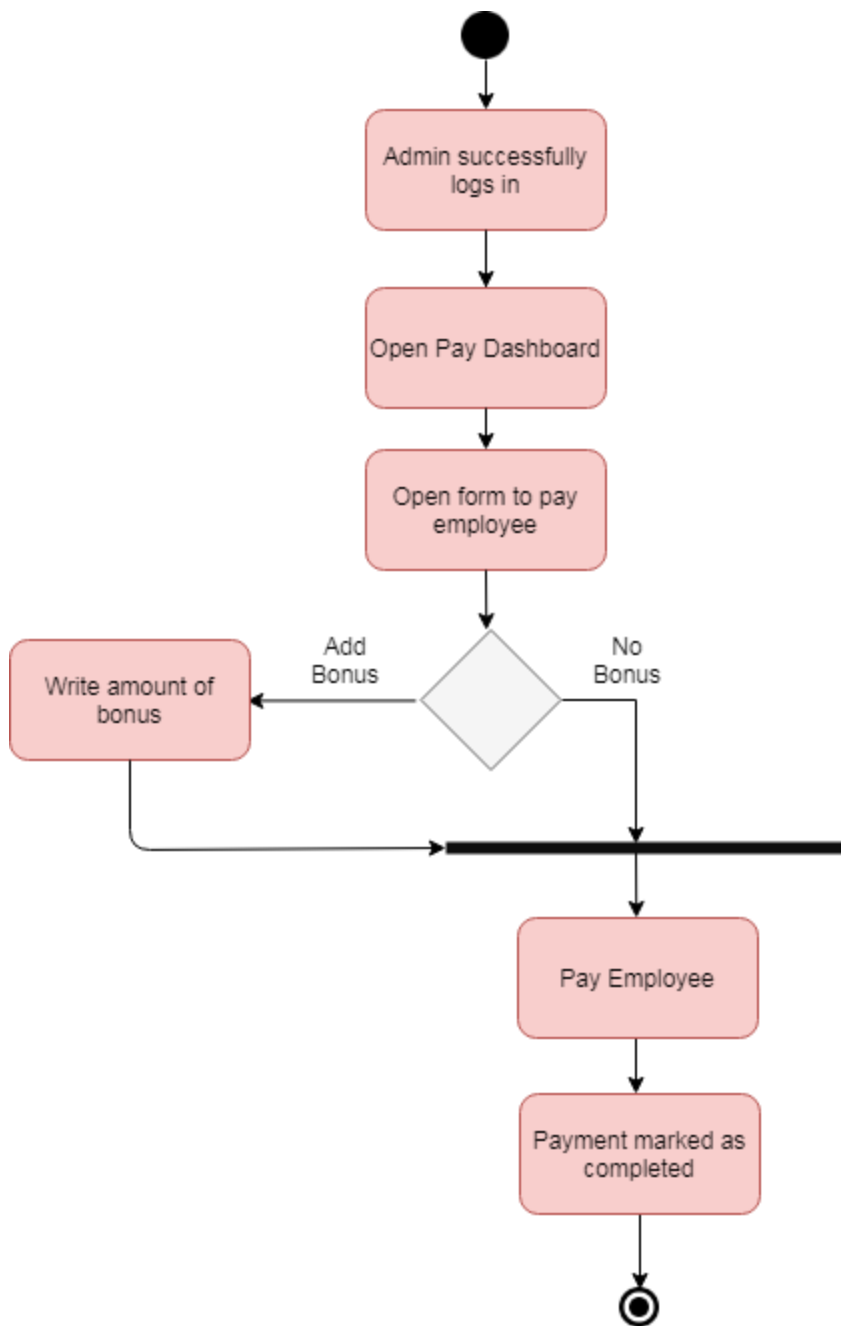 Admin successfully
logs in
Open Pay Dashboard
Open form to pay
employee
Add
Bonus
No
Bonus
Write amount of
bonus
Pay Employee
Payment marked as
completed